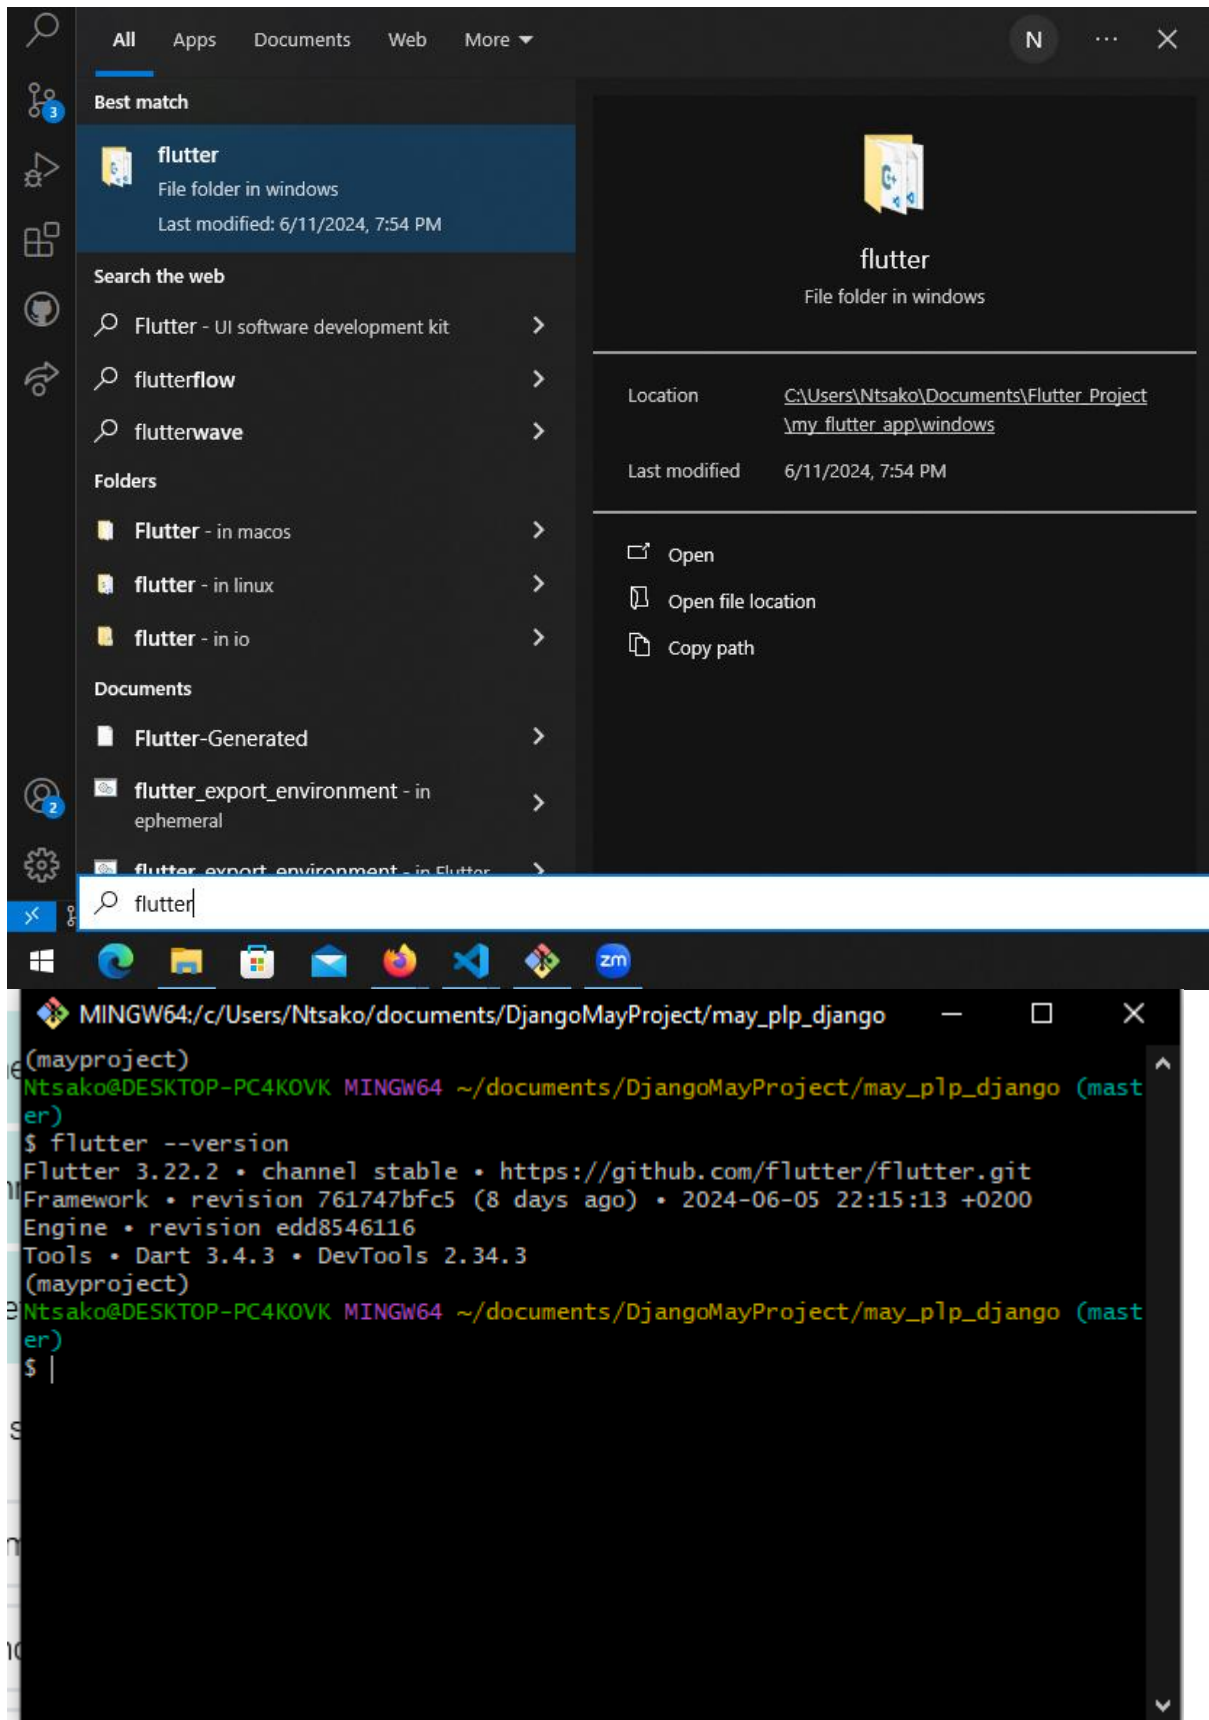 All Apps Documents Web More N ...
3
Best match
flutter
File folder in windows
Last modified: 6/11/2024, 7:54 PM
Search the web
Flutter - UI software development kit
flutterflow
flutterwave
Folders
Flutter - in macos
flutter - in linux
flutter - in io
Documents
Flutter-Generated
flutter_export_environment - in
ephemeral
flutter_export_environment - in Flutter
flutter
File folder in windows
Location C:\Users\Ntsako\Documents\Flutter_Project
\my_flutter_app\windows
Last modified 6/11/2024, 7:54 PM
Open
Open file location
Copy path
2
flutter
zm
MINGW64:/c/Users/Ntsako/documents/DjangoMayProject/may_plp_django
(mayproject)
Ntsako@DESKTOP-PC4KOVK MINGW64 ~/documents/DjangoMayProject/may_plp_django (mast
er)
$ flutter --version
Flutter 3.22.2 • channel stable • https://github.com/flutter/flutter.git
Framework • revision 761747bfc5 (8 days ago) • 2024-06-05 22:15:13 +0200
Engine • revision edd8546116
Tools • Dart 3.4.3 • DevTools 2.34.3
(mayproject)
Ntsako@DESKTOP-PC4KOVK MINGW64 ~/documents/DjangoMayProject/may_plp_django (mast
er)
$